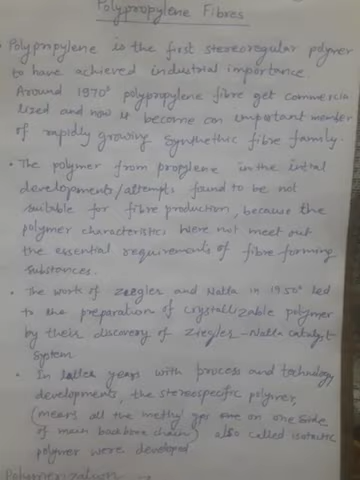 Polypropylene Fibres
• Polypropylene is the first stereoregular polymer
to have achieved industrial importance.
Around 1970° polypropylene fibre get commercia
lized and now it become an important member
of rapidly growing synthethic fibre family.
• The polymer from propylene in the intial
developments/attempts found to be not
suitable for fibre production, because the
polymer characteristics were not meet out
the essential requirements of fibre forming
substances.
• The work of Ziegler and Natta in 1950° led
to the preparation of crystallizable polymer
by their discovery of Ziegler-Natta catalyst
system
• In latter years with process and technology
developments, the stereospecific polymer,
(means all the methyl gps are on one side
of main backbone chain) also called isotactic
polymer were developed
Polymerization